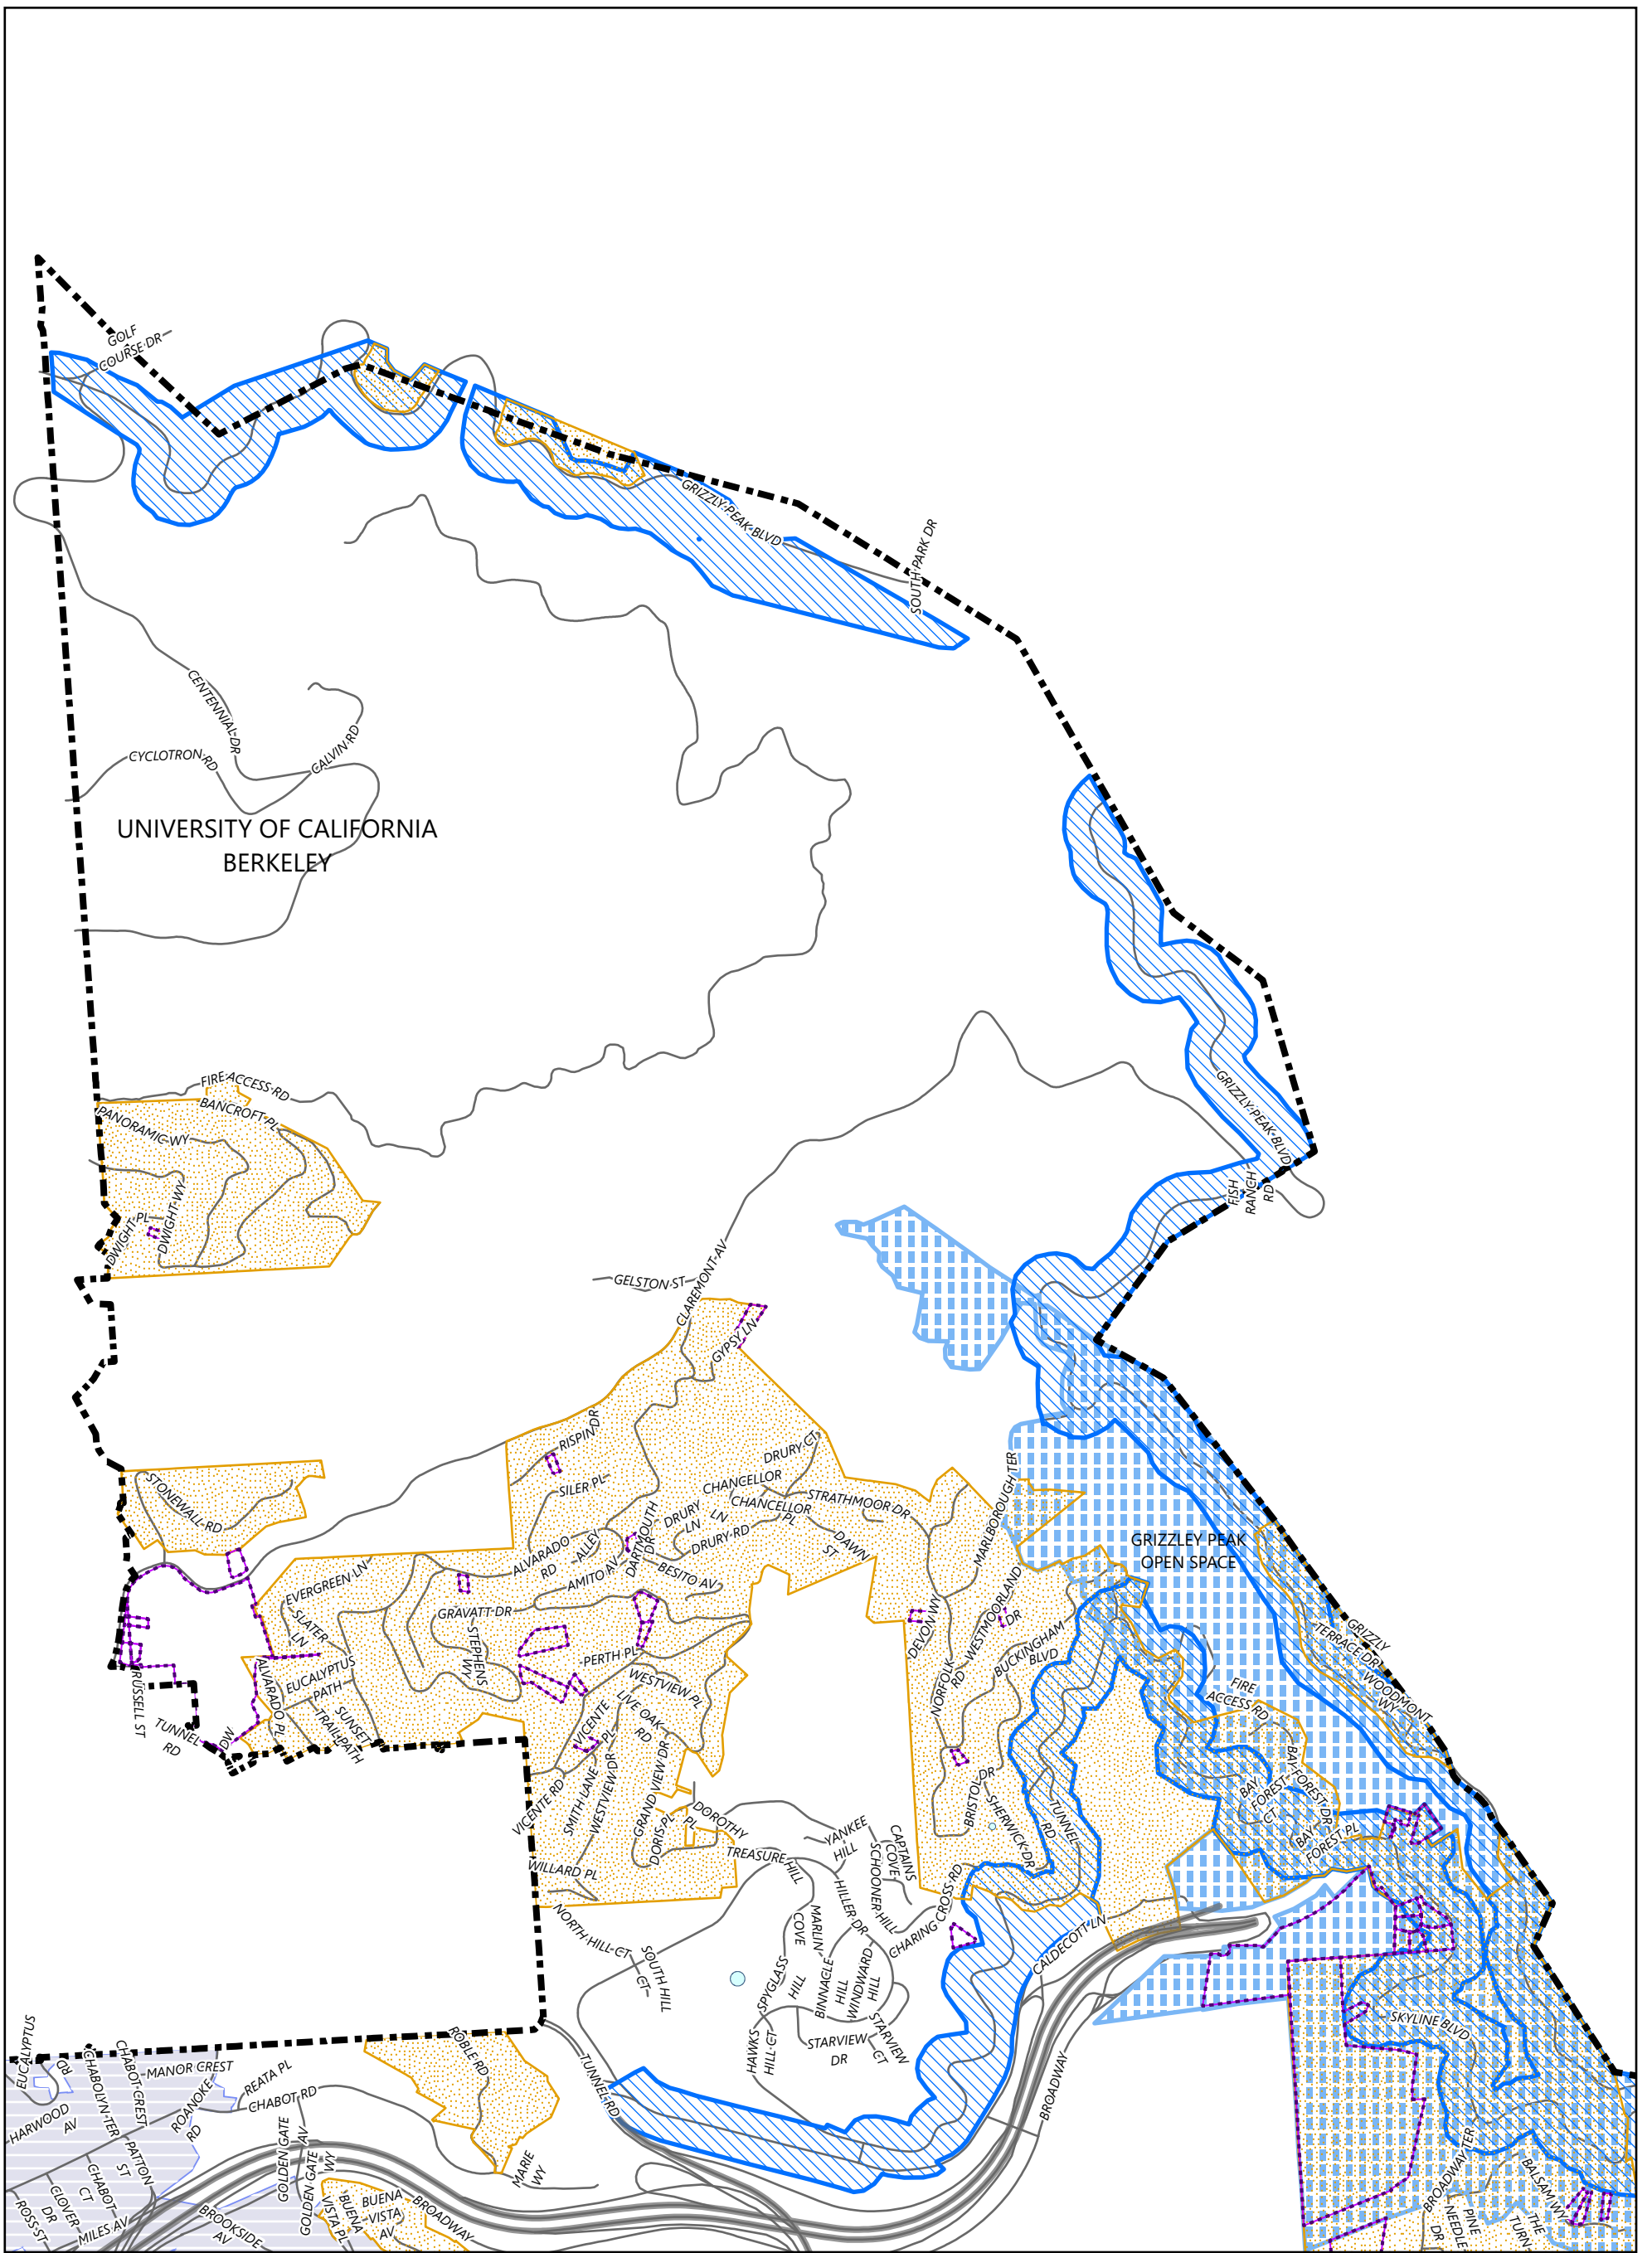 GOLF
COURSE DR
GRIZZLY PEAK BLVD
SOUTH PARK DR
CENTENNIAL DR
CYCLOTRON RD
CALVIN RD
UNIVERSITY OF CALIFORNIA
BERKELEY
FIRE ACCESS RD
BANCROFT PL
PANORAMIC WY
DWIGHT PL
DWIGHT WY
GRIZZLY PEAK BLVD
FISH
RANCH
RD
GELSTON ST
CLAREMONT AV
GYPSY LN
RISPIN DR
SILER PL
DRURY CT
CHANCELLOR
LN
CHANCELLOR
PL
STRATHMOOR DR
DRURY
LN
DRURY RD
DAWN
ST
MARLBOROUGH TER
STONEWALL RD
ALVARADO
RD
ALLEY
AMITO AV
DARTMOUTH
DR
BESITO AV
GRIZZLEY PEAK
OPEN SPACE
EVERGREEN LN
SLATER
LN
GRAVATT DR
STEPHENS
WY
PERTH PL
WESTVIEW PL
DEVON WY
WESTMOORLAND
DR
BUCKINGHAM
BLVD
NORFOLK
RD
GRIZZLY
TERRACE DR
WOODMONT
WY
FIRE
ACCESS RD
ALVARADO PL
EUCALYPTUS
PATH
SUNSET
TRAIL
PATH
RUSSELL ST
TUNNEL
RD
DW
VICENTE
PL
LIVE OAK
RD
VICENTE RD
SMITH LANE
WESTVIEW DR
GRAND VIEW DR
DORIS PL
DOROTHY
PL
WILLARD PL
BRISTOL DR
SHERWICK DR
TUNNEL
RD
BAY FOREST DR
BAY
FOREST
CT
BAY
FOREST PL
TREASURE HILL
YANKEE
HILL
CAPTAINS
COVE
SCHOONER HILL
HILLER DR
MARLIN
COVE
CHARING CROSS RD
CALDECOTT LN
NORTH HILL CT
SOUTH HILL
CT
SPYGLASS
HILL
BINNACLE
HILL
WINDWARD
HILL
STARVIEW
DR
STARVIEW
CT
HAWKS
HILL CT
SKYLINE BLVD
EUCALYPTUS
RD
CHABOLYN TER
CHABOT CREST
MANOR CREST
REATA PL
ROANOKE
RD
CHABOT RD
ROBLE RD
TUNNEL RD
BROADWAY
HARWOOD
AV
PATTON
ST
CHABOT
CT
CLOVER
DR
ROSS ST
MILES AV
GOLDEN GATE
AV
GOLDEN GATE
WY
MARIE
WY
BROOKSIDE
AV
BUENA
VISTA PL
BUENA
VISTA
AV
BROADWAY
BROADWAY TER
PINE
NEEDLE
DR
BALSAM WY
THE
TURN